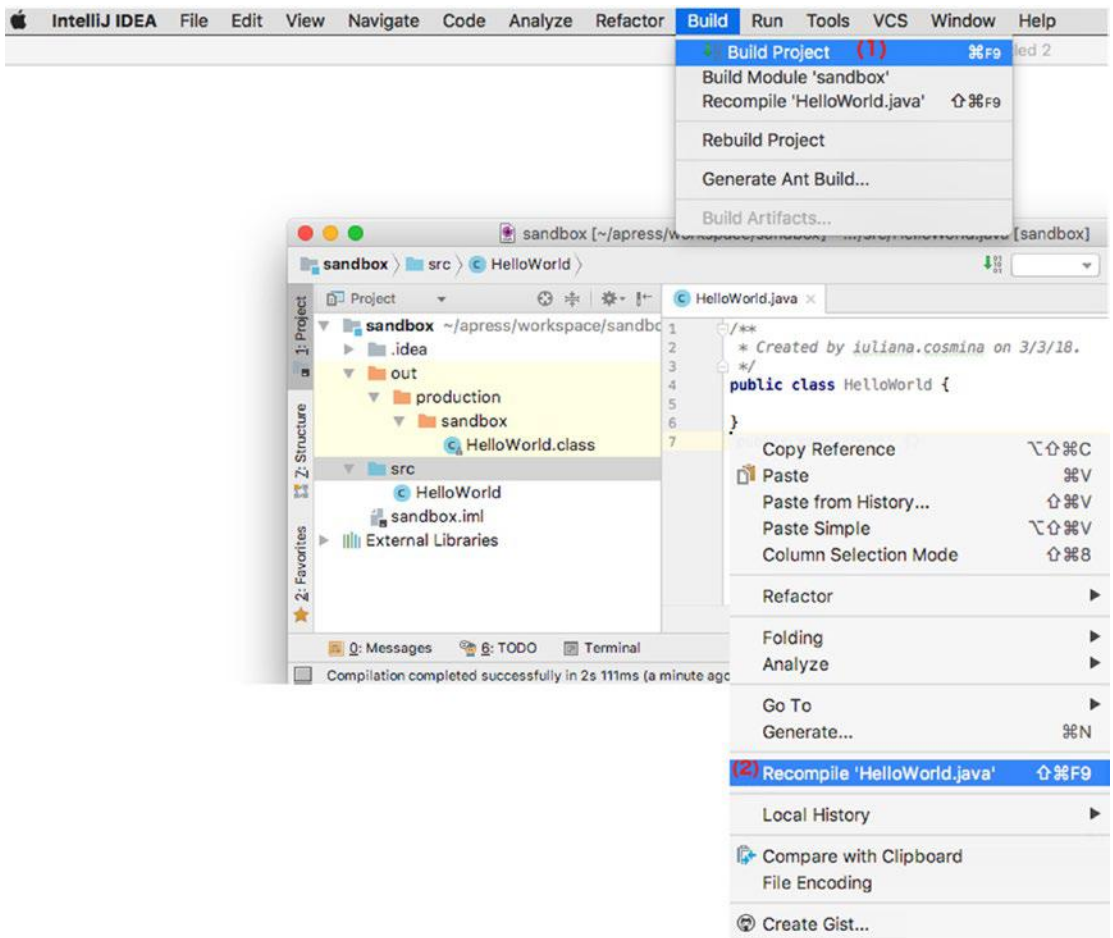 IntelliJ IDEA File Edit View Navigate Code Analyze Refactor Build Run Tools VCS Window Help
Build Project (1) ⌘F9
led 2
Build Module 'sandbox'
Recompile 'HelloWorld.java' ⇧⌘F9
Rebuild Project
Generate Ant Build...
Build Artifacts...
sandbox [~/apress/workspace/sandbox] - .../src/HelloWorld.java [sandbox]
sandbox src HelloWorld
1: Project
Z: Structure
2: Favorites
Project
HelloWorld.java
sandbox ~/apress/workspace/sandbo
.idea
out
production
sandbox
HelloWorld.class
src
HelloWorld
sandbox.iml
External Libraries
1 /**
2 * Created by iuliana.cosmina on 3/3/18.
3 */
4 public class HelloWorld {
5
6 }
7
Copy Reference ⌥⇧⌘C
Paste ⌘V
Paste from History... ⇧⌘V
Paste Simple ⌥⇧⌘V
Column Selection Mode ⇧⌘8
Refactor
Folding
Analyze
Go To
Generate... ⌘N
(2) Recompile 'HelloWorld.java' ⇧⌘F9
Local History
Compare with Clipboard
File Encoding
Create Gist...
0: Messages 6: TODO Terminal
Compilation completed successfully in 2s 111ms (a minute ago